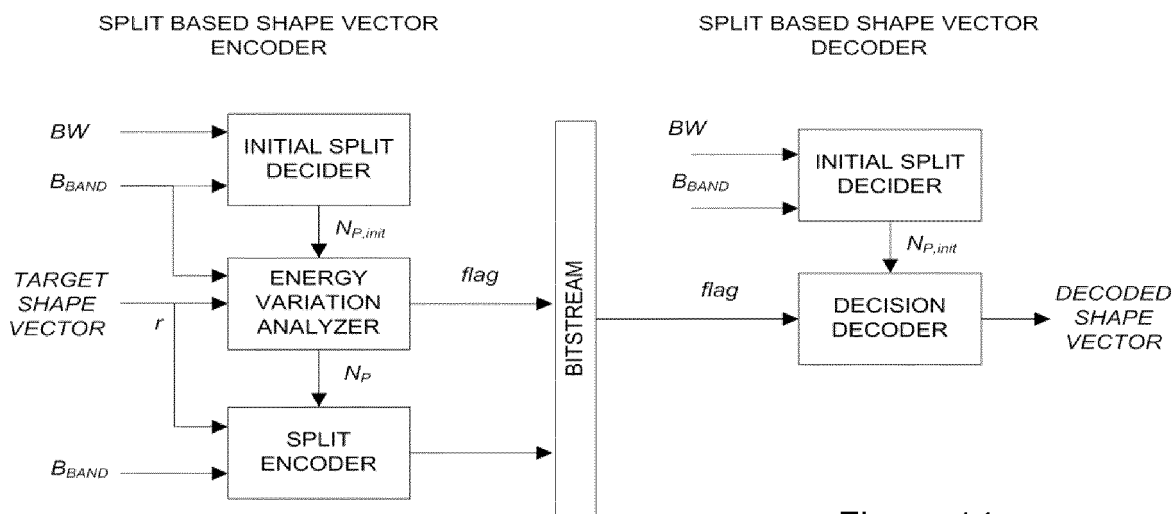 SPLIT BASED SHAPE VECTOR
ENCODER
SPLIT BASED SHAPE VECTOR
DECODER
BW
B_BAND
INITIAL SPLIT
DECIDER
N_P,init
TARGET
SHAPE
VECTOR
r
ENERGY
VARIATION
ANALYZER
flag
N_P
B_BAND
SPLIT
ENCODER
BITSTREAM
BW
B_BAND
INITIAL SPLIT
DECIDER
N_P,init
flag
DECISION
DECODER
DECODED
SHAPE
VECTOR